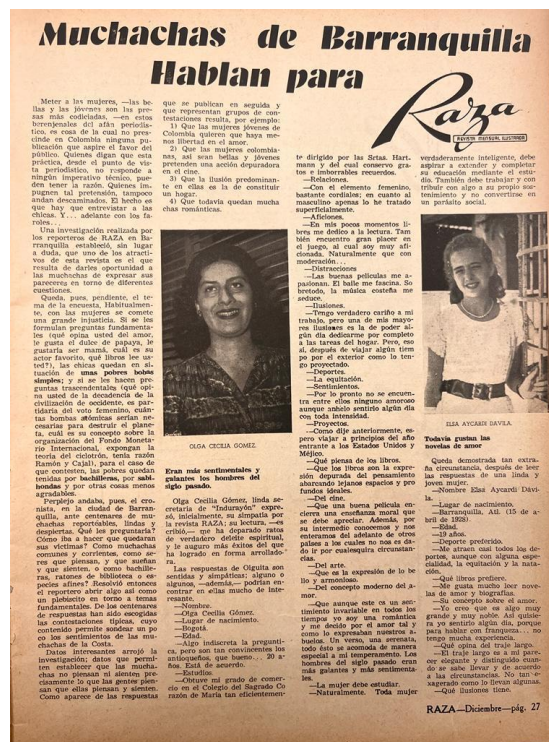 Muchachas de Barranquilla
Hablan para
Raza
REVISTA MENSUAL ILUSTRADA
Meter a las mujeres, —las be-
llas y las jóvenes son las pre-
sas más codiciadas, —en estos
berenjenales del afán periodís-
tico, es cosa de la cual no pres-
cinde en Colombia ninguna pu-
blicación que aspire el favor del
público. Quienes digan que esta
práctica, desde el punto de vis-
ta periodístico, no responde a
ningún imperativo técnico, pue-
den tener la razón. Quienes im-
pugnen tal pretensión, tampoco
andan descaminados. El hecho es
que hay que entrevistar a las
chicas. Y... adelante con los fa-
roles...
Una investigación realizada por
los reporteros de RAZA en Ba-
rranquilla estableció, sin lugar
a duda, que uno de los atracti-
vos de esta revista es el que
resulta de darles oportunidad a
las muchachas de expresar sus
pareceres en torno de diferentes
cuestiones.
Queda, pues, pendiente, el te-
ma de la encuesta, Habitualmen-
te, con las mujeres se comete
una grande injusticia. Si se les
formulan preguntas fundamenta-
les (qué opina usted del amor,
le gusta el dulce de papaya, le
gustaría ser mamá, cuál es su
actor favorito, qué libros lee us-
ted?), las chicas quedan en si-
tuación de unas pobres bobas
simples; y si se les hacen pre-
guntas trascendentales (qué opi-
na usted de la decadencia de la
civilización de occidente, es par-
tidaria del voto femenino, cuán-
tas bombas atómicas serían ne-
cesarias para destruir el plane-
ta, cuál es su concepto sobre la
organización del Fondo Moneta-
rio Internacional, expongan la
teoría del ciclotrón, tenía razón
Ramón y Cajal), para el caso de
que contesten, las pobres quedan
tenidas por bachilleras, por sabi-
hondas y por otras cosas menos
agradables.
Perplejo andaba, pues, el cro-
nista, en la ciudad de Barran-
quilla, ante centenares de mu-
chachas reporteables, lindas y
despiertas. Qué les preguntaba?
Cómo iba a hacer que quedaran
sus víctimas? Como muchachas
comunes y corrientes, como se-
res que piensan, y que sueñan
y que sienten, o como bachille-
ras, ratones de biblioteca o es-
pecies afines? Resolvió entonces
el reportero abrir algo así como
un plebiscito en torno a temas
fundamentales. De los centenares
de respuestas han sido escogidas
las contestaciones típicas, cuyo
contenido permite sondear un po-
co los sentimientos de las mu-
chachas de la Costa.
Datos interesantes arrojó la
investigación; datos que permi-
ten establecer que las mucha-
chas no piensan ni sienten pre-
cisamente lo que las gentes pien-
san que ellas piensan y sienten.
Como aparece de las respuestas
que se publican en seguida y
que representan grupos de con-
testaciones resulta, por ejemplo:
1) Que las mujeres jóvenes de
Colombia quieren que haya me-
nos libertad en el amor.
2) Que las mujeres colombia-
nas, así sean bellas y jóvenes
pretenden una acción depuradora
en el cine.
3) Que la ilusión predominan-
te en ellas es la de constituir
un hogar.
4) Que todavía quedan mucha
chas románticas.
OLGA CECILIA GOMEZ.
Eran más sentimentales y
galantes los hombres del
siglo pasado.
Olga Cecilia Gómez, linda se-
cretaria de "Indurayón" expre-
só, inicialmente, su simpatía por
la revista RAZA; su lectura, —es
cribió,— me ha deparado ratos
de verdadero deleite espiritual,
y le auguro más éxitos del que
ha logrado en forma arrollado-
ra.
Las respuestas de Olguita son
sentidas y simpáticas; alguno o
algunos, —además,— podrían en-
contrar en ellas mucho de inte-
resante.
—Nombre.
—Olga Cecilia Gómez.
—Lugar de nacimiento.
—Bogotá.
—Edad.
—Algo indiscreta la pregunti-
ca, pero son tan convincentes los
antioqueños, que bueno... 20 a-
ños. Está de acuerdo.
—Estudios.
—Obtuve mi grado de comer-
cio en el Colegio del Sagrado Co
razón de María tan eficientemen-
te dirigido por las Srtas. Hart-
mann y del cual conservo gra-
tos e imborrables recuerdos.
—Relaciones.
—Con el elemento femenino,
bastante cordiales; en cuanto al
masculino apenas lo he tratado
superficialmente.
—Aficiones.
—En mis pocos momentos li-
bres me dedico a la lectura. Tam
bién encuentro gran placer en
el juego, al cual soy muy afi-
cionada. Naturalmente que con
moderación...
—Distracciones
—Las buenas películas me a-
pasionan. El baile me fascina. So
bretodo, la música costeña me
seduce.
—Ilusiones.
—Tengo verdadero cariño a mi
trabajo, pero una de mis mayo-
res ilusiones es la de poder al-
gún día dedicarme por completo
a las tareas del hogar. Pero, eso
sí, después de viajar algún tiem
po por el exterior como lo ten-
go proyectado.
—Deportes.
—La equitación.
—Sentimientos.
—Por lo pronto no se encuen-
tra entre ellos ninguno amoroso
aunque anhelo sentirlo algún día
con toda intensidad.
—Proyectos.
—Como dije anteriormente, es-
pero viajar a principios del año
entrante a los Estados Unidos y
Méjico.
—Qué piensa de los libros.
—Que los libros son la expre-
sión depurada del pensamiento
abarcando lejanos espacios y pro
fundos ideales.
—Del cine.
—Que una buena película en-
cierra una enseñanza moral que
se debe apreciar. Además, por
su intermedio conocemos y nos
enteramos del adelanto de otros
países a los cuales no nos es da-
do ir por cualesquiera circunstan-
cias.
—Del arte.
—Que es la expresión de lo be
llo y armonioso.
—Del concepto moderno del a-
mor.
—Que aunque este es un sen-
timiento invariable en todos los
tiempos yo soy una romántica
y me decido por el amor tal y
como lo expresaban nuestros a-
buelos. Un verso, una serenata,
todo ésto se acomoda de manera
especial a mi temperamento. Los
hombres del siglo pasado eran
más galantes y más sentimenta-
les.
—La mujer debe estudiar.
—Naturalmente. Toda mujer
verdaderamente inteligente, debe
aspirar a extender y completar
su educación mediante el estu-
dio. También debe trabajar y con
tribuir con algo a su propio sos-
tenimiento y no convertirse en
un parásito social.
ELSA AYCARDI DAVILA.
Todavía gustan las
novelas de amor
Queda demostrada tan extra-
ña circunstancia, después de leer
las respuestas de una linda y
joven mujer.
—Nombre Elsa Aycardi Dávi-
la.
—Lugar de nacimiento.
—Barranquilla, Atl. (15 de a-
bril de 1928).
—Edad.
—19 años.
—Deporte preferido.
—Me atraen casi todos los de-
portes, aunque con alguna espe-
cialidad, la equitación y la nata-
ción.
—Qué libros prefiere.
—Me gusta mucho leer nove-
las de amor y biografías.
—Su concepto sobre el amor.
—Yo creo que es algo muy
grande y muy noble. Así quisie-
ra yo sentirlo algún día, porque
para hablar con franqueza... no
tengo mucha experiencia.
—Qué opina del traje largo.
—El traje largo es a mi pare-
cer elegante y distinguido cuan-
do se sabe llevar y de acuerdo
a las circunstancias. No tan e-
xagerado como lo llevan algunas.
—Qué ilusiones tiene.
RAZA—Diciembre—pág. 27